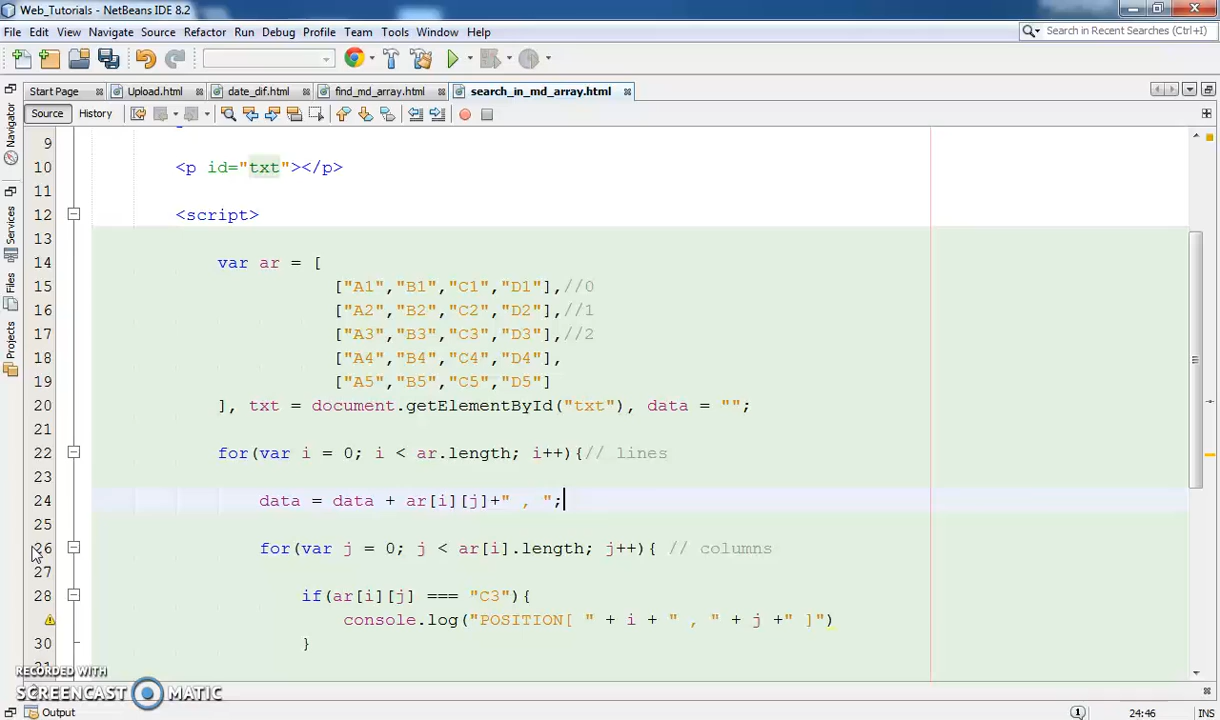 Web_Tutorials - NetBeans IDE 8.2
File Edit View Navigate Source Refactor Run Debug Profile Team Tools Window Help
Search in Recent Searches (Ctrl+I)
Start Page Upload.html date_dif.html find_md_array.html search_in_md_array.html
Source History
Navigator
Services
Files
Projects
9
10 <p id="txt"></p>
11
12 <script>
13
14 var ar = [
15 ["A1","B1","C1","D1"],//0
16 ["A2","B2","C2","D2"],//1
17 ["A3","B3","C3","D3"],//2
18 ["A4","B4","C4","D4"],
19 ["A5","B5","C5","D5"]
20 ], txt = document.getElementById("txt"), data = "";
21
22 for(var i = 0; i < ar.length; i++){// lines
23
24 data = data + ar[i][j]+" , ";
25
26 for(var j = 0; j < ar[i].length; j++){ // columns
27
28 if(ar[i][j] === "C3"){
console.log("POSITION[ " + i + " , " + j +" ]")
30 }
RECORDED WITH
SCREENCAST MATIC
Output 1 24:46 INS